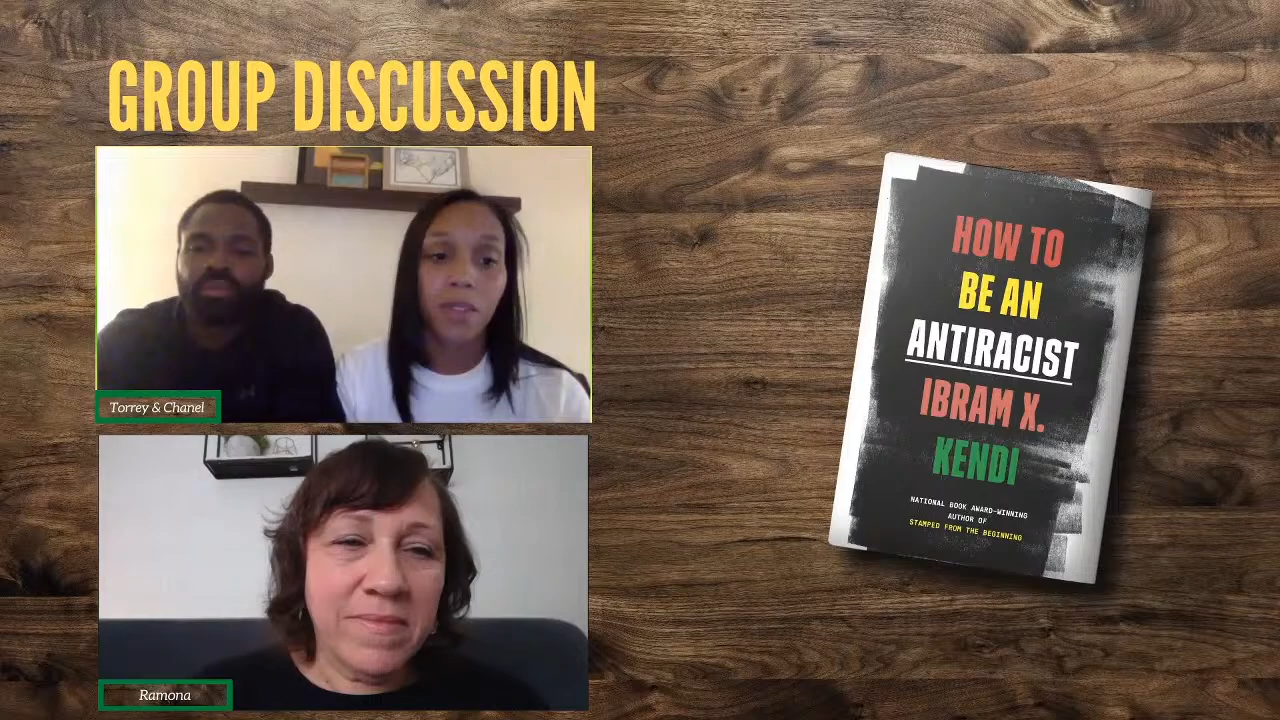 GROUP DISCUSSION
Torrey & Chanel
Ramona
HOW TO
BE AN
ANTIRACIST
IBRAM X.
KENDI
NATIONAL BOOK AWARD-WINNING
AUTHOR OF
STAMPED FROM THE BEGINNING